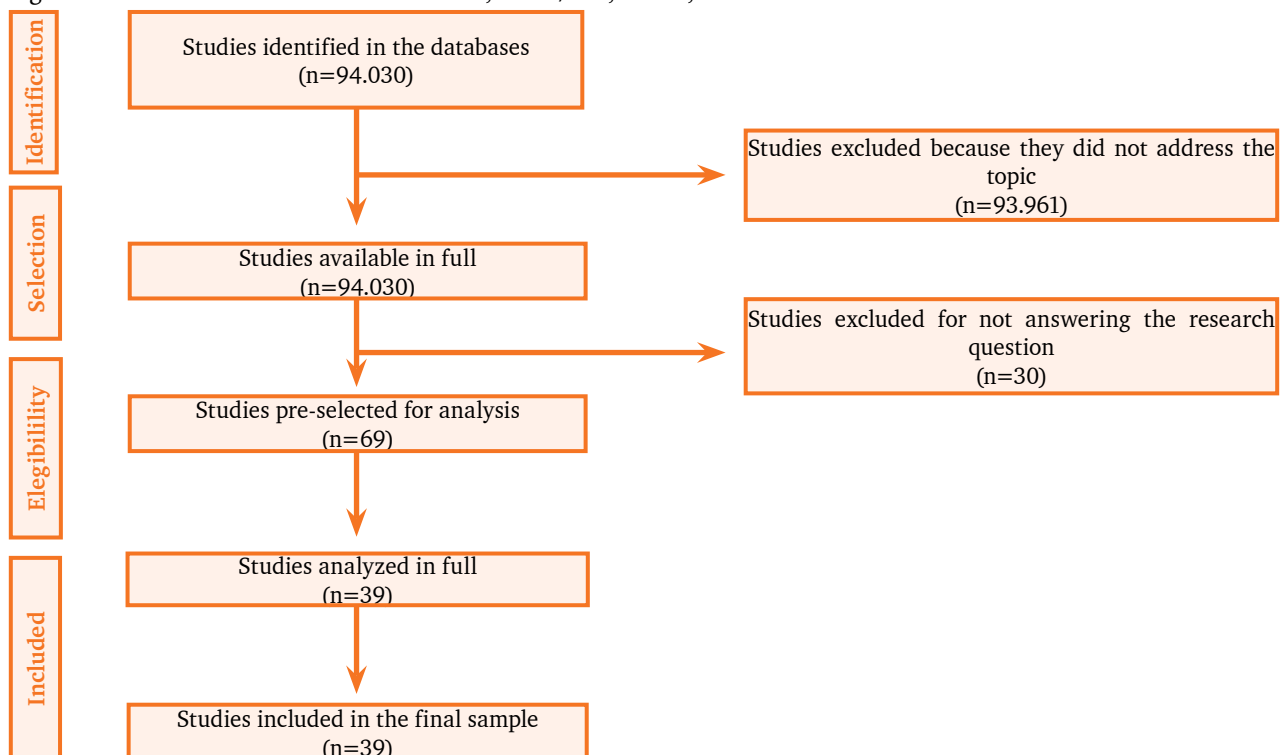 Identification
Studies identified in the databases
(n=94.030)
Studies excluded because they did not address the
topic
(n=93.961)
Selection
Studies available in full
(n=94.030)
Studies excluded for not answering the research
question
(n=30)
Elegibilility
Studies pre-selected for analysis
(n=69)
Studies analyzed in full
(n=39)
Included
Studies included in the final sample
(n=39)